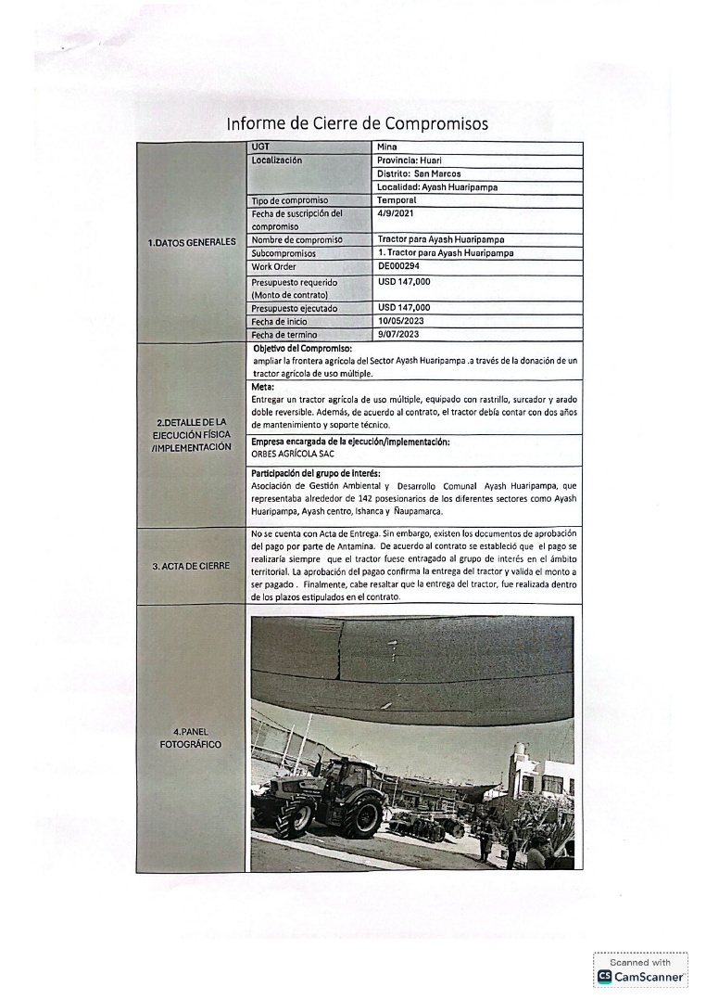 Informe de Cierre de Compromisos
1.DATOS GENERALES
UGT
Mina
Localización
Provincia: Huari
Distrito: San Marcos
Localidad: Ayash Huaripampa
Tipo de compromiso
Temporal
Fecha de suscripción del
compromiso
4/9/2021
Nombre de compromiso
Tractor para Ayash Huaripampa
Subcompromisos
1. Tractor para Ayash Huaripampa
Work Order
DE000294
Presupuesto requerido
(Monto de contrato)
USD 147,000
Presupuesto ejecutado
USD 147,000
Fecha de inicio
10/05/2023
Fecha de termino
9/07/2023
2.DETALLE DE LA
EJECUCIÓN FÍSICA
/IMPLEMENTACIÓN
Objetivo del Compromiso:
ampliar la frontera agrícola del Sector Ayash Huaripampa .a través de la donación de un
tractor agrícola de uso múltiple.
Meta:
Entregar un tractor agrícola de uso múltiple, equipado con rastrillo, surcador y arado
doble reversible. Además, de acuerdo al contrato, el tractor debía contar con dos años
de mantenimiento y soporte técnico.
Empresa encargada de la ejecución/implementación:
ORBES AGRÍCOLA SAC
Participación del grupo de interés:
Asociación de Gestión Ambiental y Desarrollo Comunal Ayash Huaripampa, que
representaba alrededor de 142 posesionarios de los diferentes sectores como Ayash
Huaripampa, Ayash centro, Ishanca y Ñaupamarca.
3. ACTA DE CIERRE
No se cuenta con Acta de Entrega. Sin embargo, existen los documentos de aprobación
del pago por parte de Antamina. De acuerdo al contrato se estableció que el pago se
realizaría siempre que el tractor fuese entragado al grupo de interés en el ámbito
territorial. La aprobación del pagao confirma la entrega del tractor y valida el monto a
ser pagado . Finalmente, cabe resaltar que la entrega del tractor, fue realizada dentro
de los plazos estipulados en el contrato.
4.PANEL
FOTOGRÁFICO
Scanned with
CS CamScanner